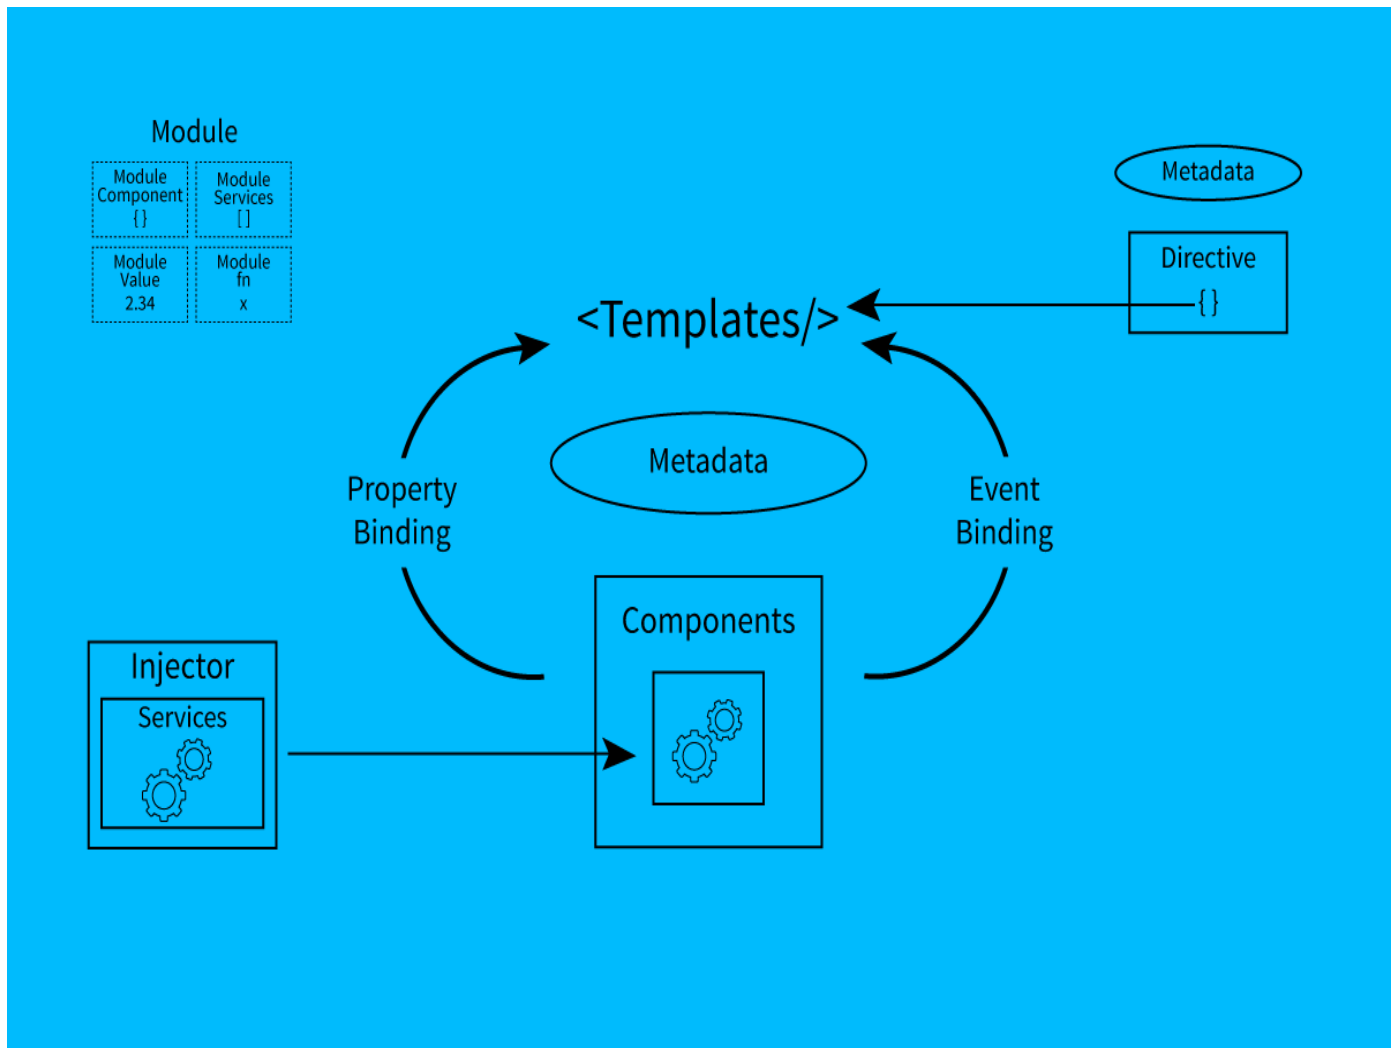 Module
Module
Component
{ }
Module
Services
[ ]
Module
Value
2.34
Module
fn
x
Metadata
Directive
{ }
<Templates/>
Metadata
Property
Binding
Event
Binding
Components
Injector
Services